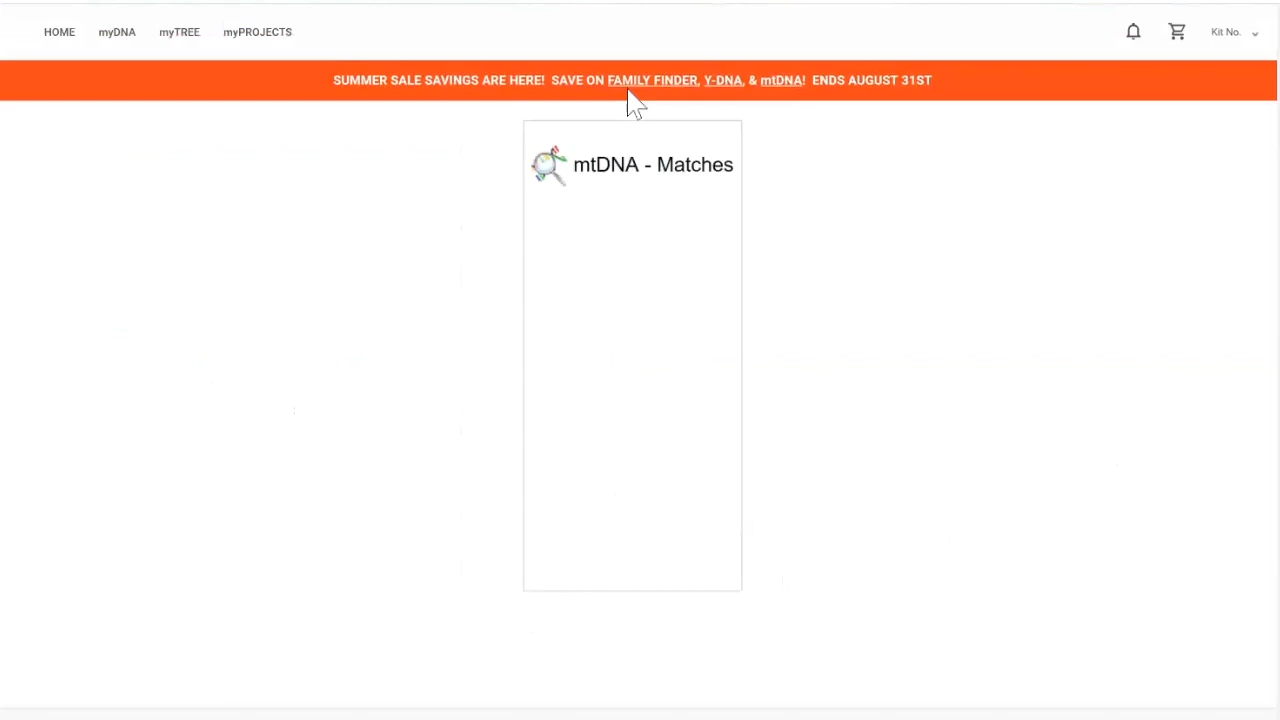 HOME myDNA myTREE myPROJECTS Kit No.
SUMMER SALE SAVINGS ARE HERE! SAVE ON FAMILY FINDER, Y-DNA, & mtDNA! ENDS AUGUST 31ST
mtDNA - Matches